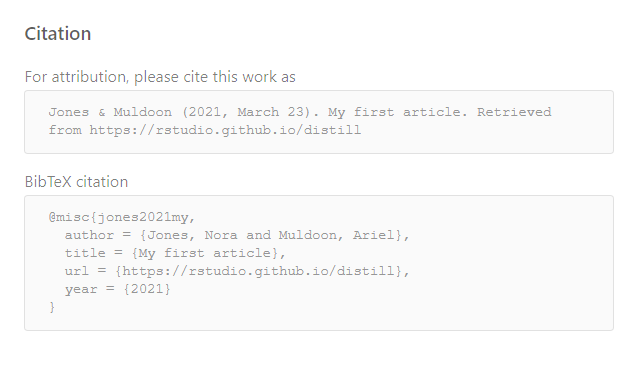 Citation
For attribution, please cite this work as
Jones & Muldoon (2021, March 23). My first article. Retrieved
from https://rstudio.github.io/distill
BibTeX citation
@misc{jones2021my,
  author = {Jones, Nora and Muldoon, Ariel},
  title = {My first article},
  url = {https://rstudio.github.io/distill},
  year = {2021}
}